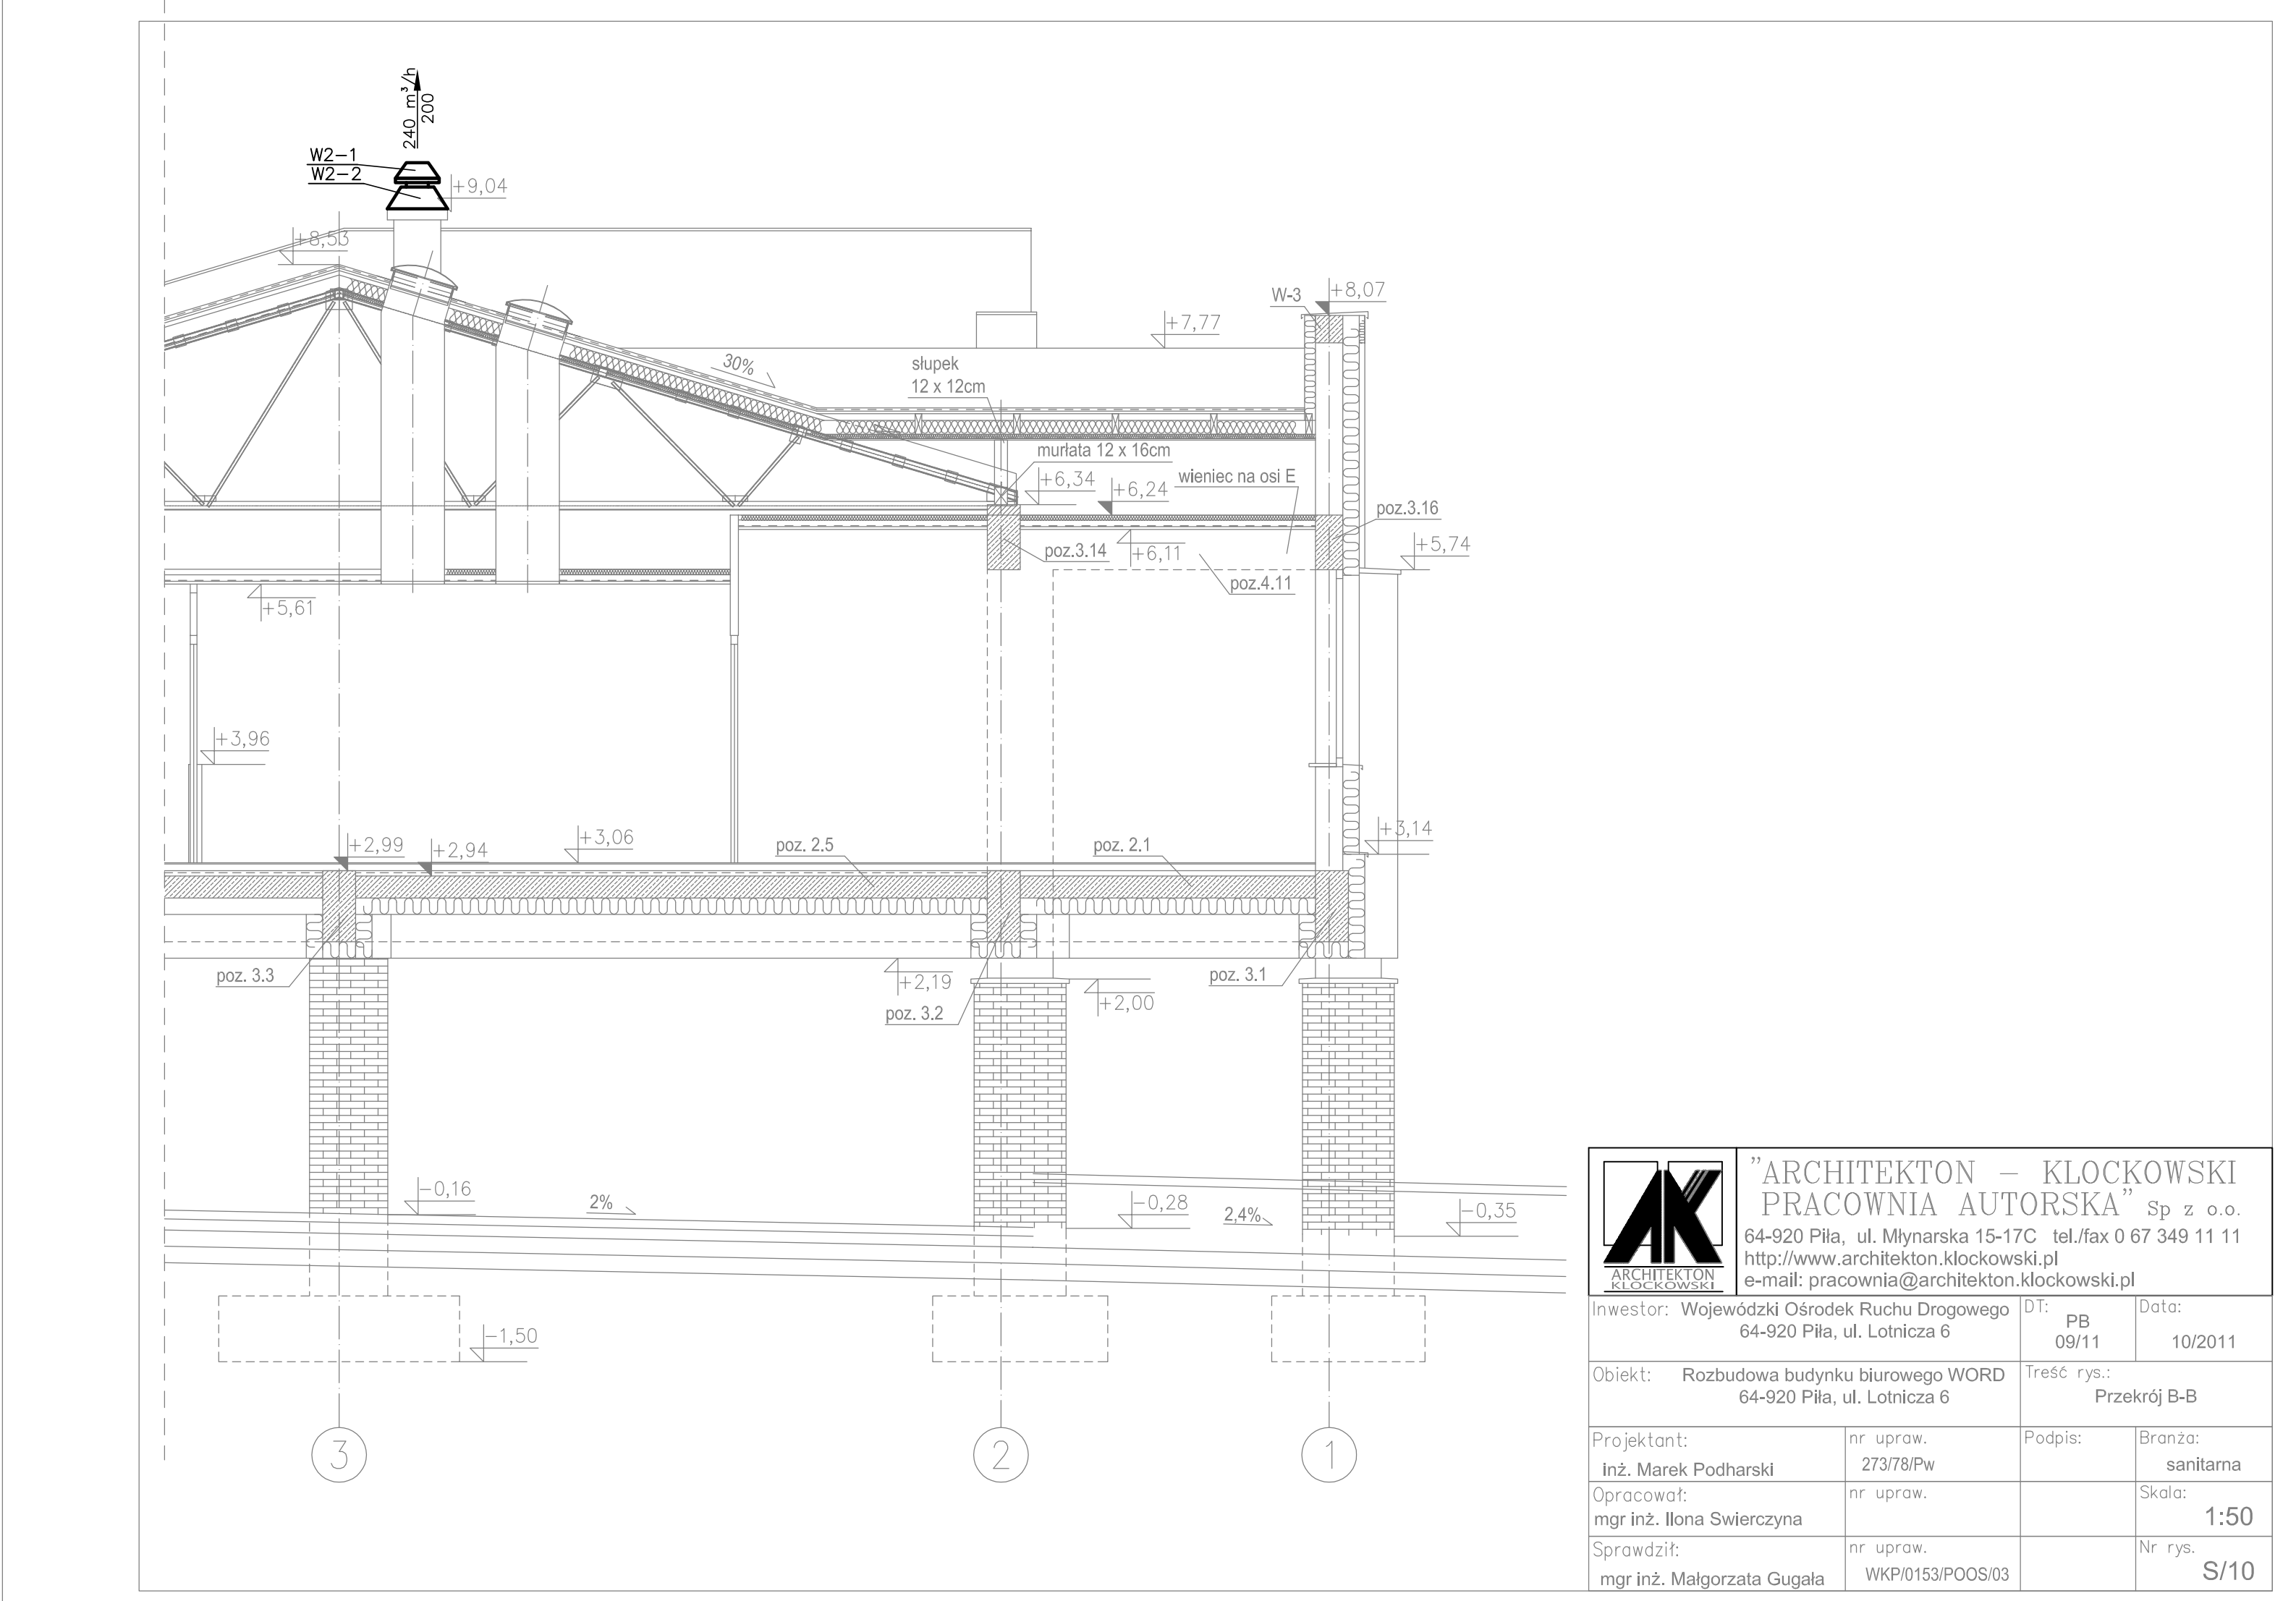 240 m³/h
200
W2-1
W2-2
+9,04
+8,53
W-3
+8,07
+7,77
30%
słupek
12 x 12cm
murłata 12 x 16cm
+6,34
+6,24
wieniec na osi E
poz.3.16
poz.3.14
+6,11
+5,74
poz.4.11
+5,61
+3,96
+2,99
+2,94
+3,06
poz. 2.5
poz. 2.1
+3,14
poz. 3.3
+2,19
poz. 3.2
+2,00
poz. 3.1
-0,16
2%
-0,28
2,4%
-0,35
-1,50
3
2
1
ARCHITEKTON
KLOCKOWSKI
"ARCHITEKTON - KLOCKOWSKI
PRACOWNIA AUTORSKA" Sp z o.o.
64-920 Piła, ul. Młynarska 15-17C tel./fax 0 67 349 11 11
http://www.architekton.klockowski.pl
e-mail: pracownia@architekton.klockowski.pl
Inwestor: Wojewódzki Ośrodek Ruchu Drogowego
64-920 Piła, ul. Lotnicza 6
DT:
PB
09/11
Data:
10/2011
Obiekt: Rozbudowa budynku biurowego WORD
64-920 Piła, ul. Lotnicza 6
Treść rys.:
Przekrój B-B
Projektant:
inż. Marek Podharski
nr upraw.
273/78/Pw
Podpis:
Branża:
sanitarna
Opracował:
mgr inż. Ilona Swierczyna
nr upraw.
Skala:
1:50
Sprawdził:
mgr inż. Małgorzata Gugała
nr upraw.
WKP/0153/POOS/03
Nr rys.
S/10